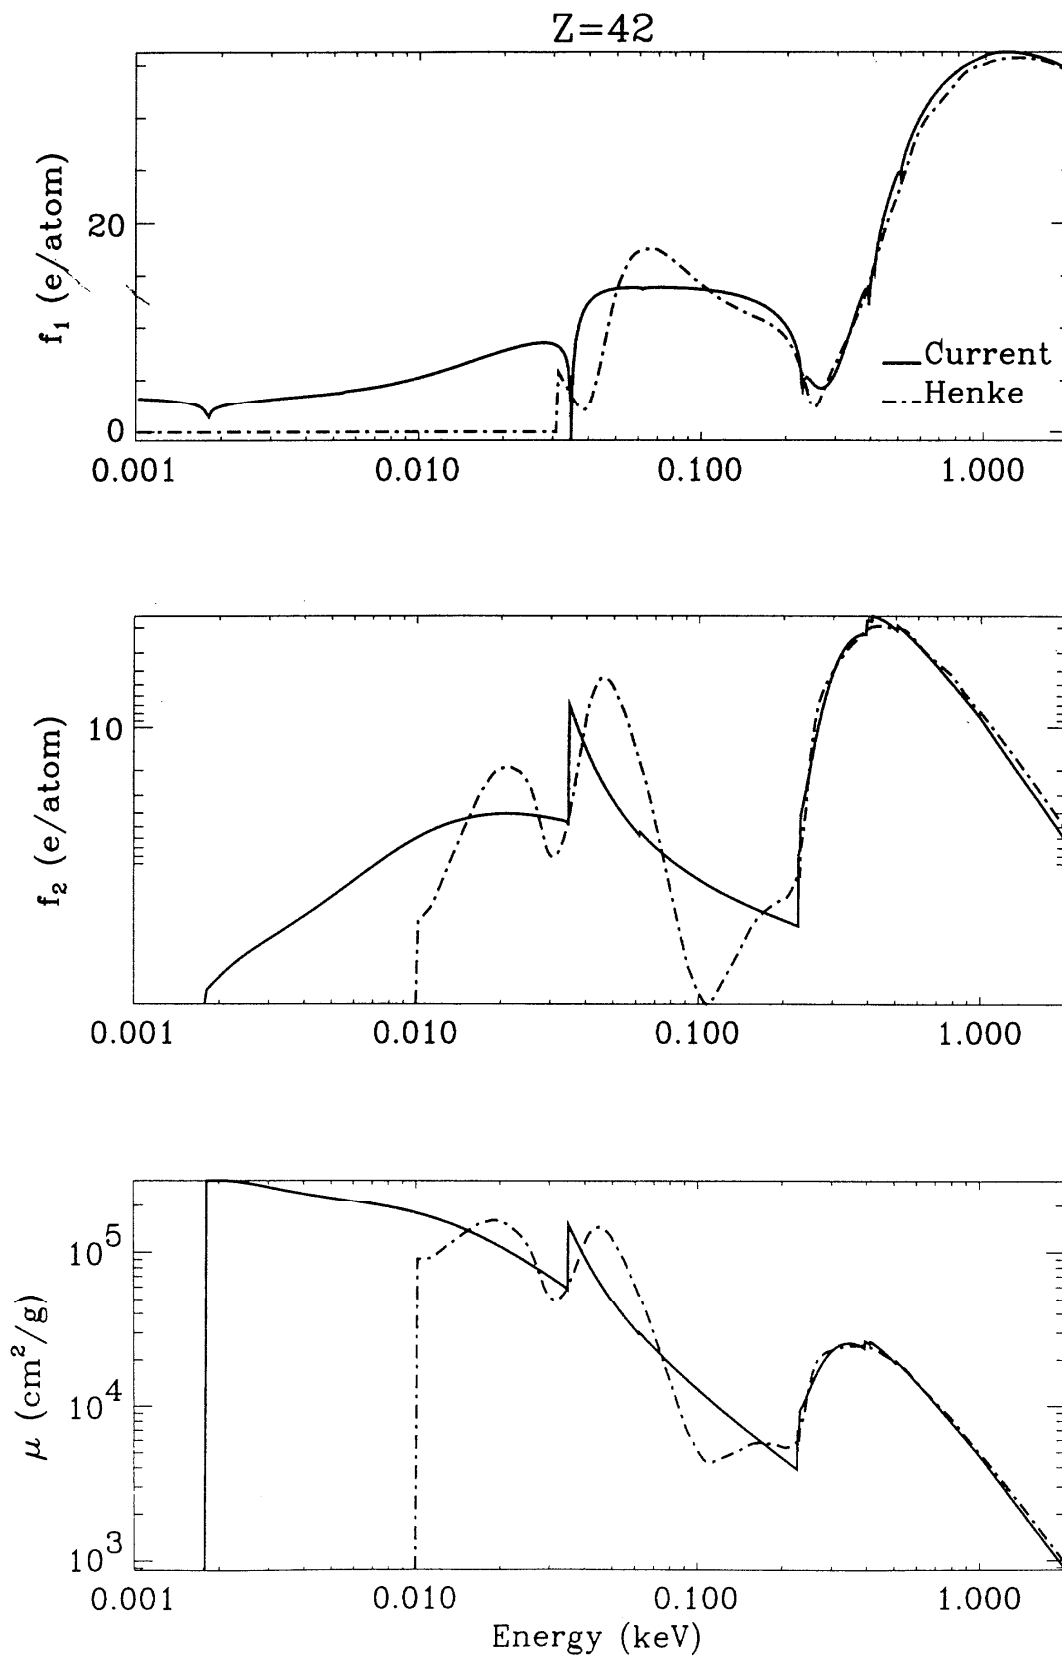 Z=42
f₁ (e/atom)
20
0
Current
Henke
0.001 0.010 0.100 1.000
f₂ (e/atom)
10
0.001 0.010 0.100 1.000
μ (cm²/g)
10⁵
10⁴
10³
0.001 0.010 0.100 1.000
Energy (keV)